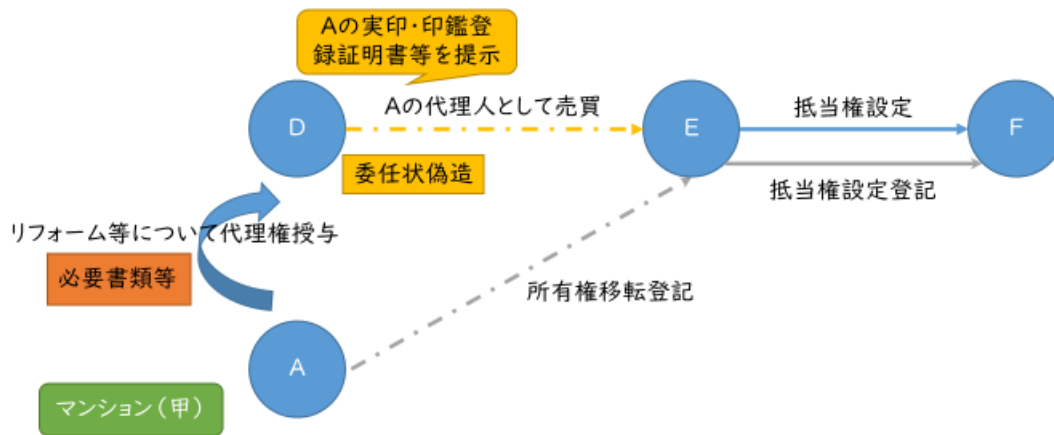 Aの実印・印鑑登
録証明書等を提示
D
Aの代理人として売買
E
抵当権設定
F
委任状偽造
抵当権設定登記
リフォーム等について代理権授与
必要書類等
所有権移転登記
A
マンション(甲)